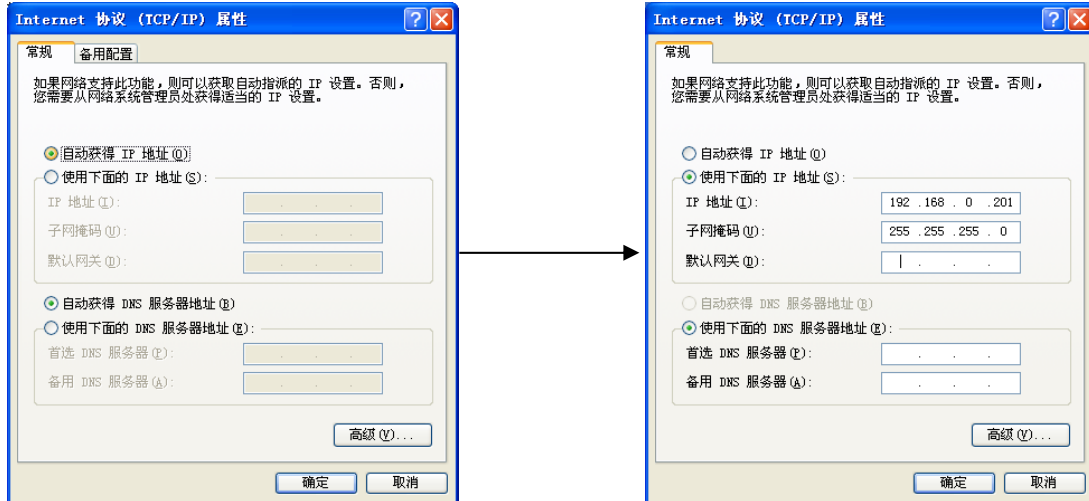 Internet 协议 (TCP/IP) 属性
常规
备用配置
如果网络支持此功能，则可以获取自动指派的 IP 设置。否则，
您需要从网络系统管理员处获得适当的 IP 设置。
自动获得 IP 地址(O)
使用下面的 IP 地址(S):
IP 地址(I):
子网掩码(U):
默认网关(D):
自动获得 DNS 服务器地址(B)
使用下面的 DNS 服务器地址(E):
首选 DNS 服务器(P):
备用 DNS 服务器(A):
高级(V)...
确定
取消
Internet 协议 (TCP/IP) 属性
常规
如果网络支持此功能，则可以获取自动指派的 IP 设置。否则，
您需要从网络系统管理员处获得适当的 IP 设置。
自动获得 IP 地址(O)
使用下面的 IP 地址(S):
IP 地址(I): 192 .168 . 0 .201
子网掩码(U): 255 .255 .255 . 0
默认网关(D):
自动获得 DNS 服务器地址(B)
使用下面的 DNS 服务器地址(E):
首选 DNS 服务器(P):
备用 DNS 服务器(A):
高级(V)...
确定
取消